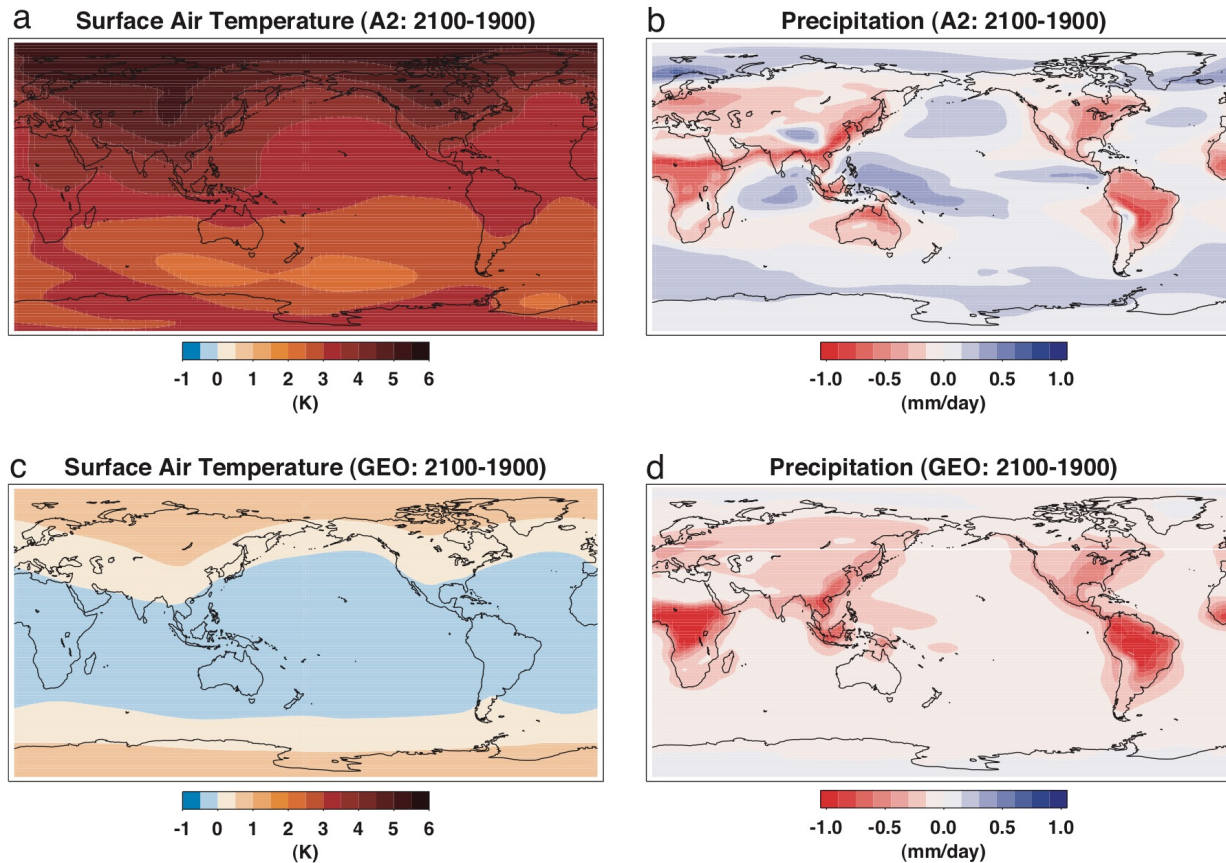 a
Surface Air Temperature (A2: 2100-1900)
-1 0 1 2 3 4 5 6
(K)
b
Precipitation (A2: 2100-1900)
-1.0 -0.5 0.0 0.5 1.0
(mm/day)
c
Surface Air Temperature (GEO: 2100-1900)
-1 0 1 2 3 4 5 6
(K)
d
Precipitation (GEO: 2100-1900)
-1.0 -0.5 0.0 0.5 1.0
(mm/day)